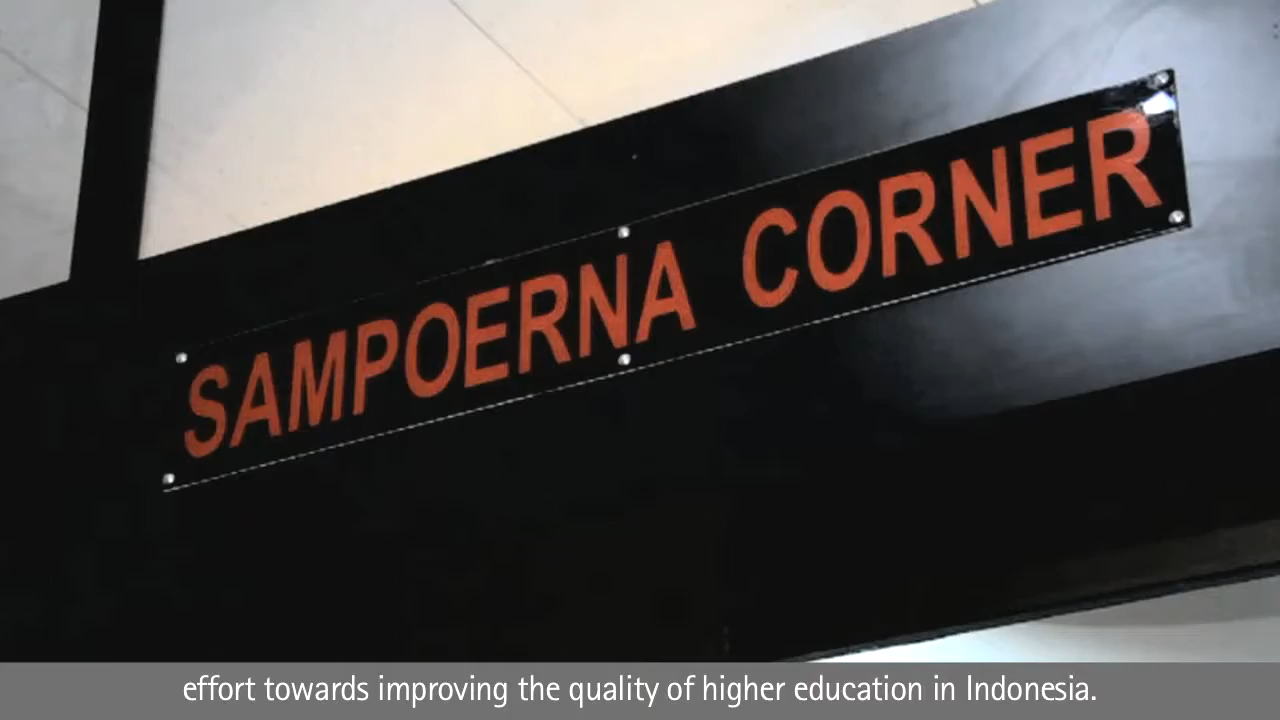 SAMPOERNA CORNER
effort towards improving the quality of higher education in Indonesia.